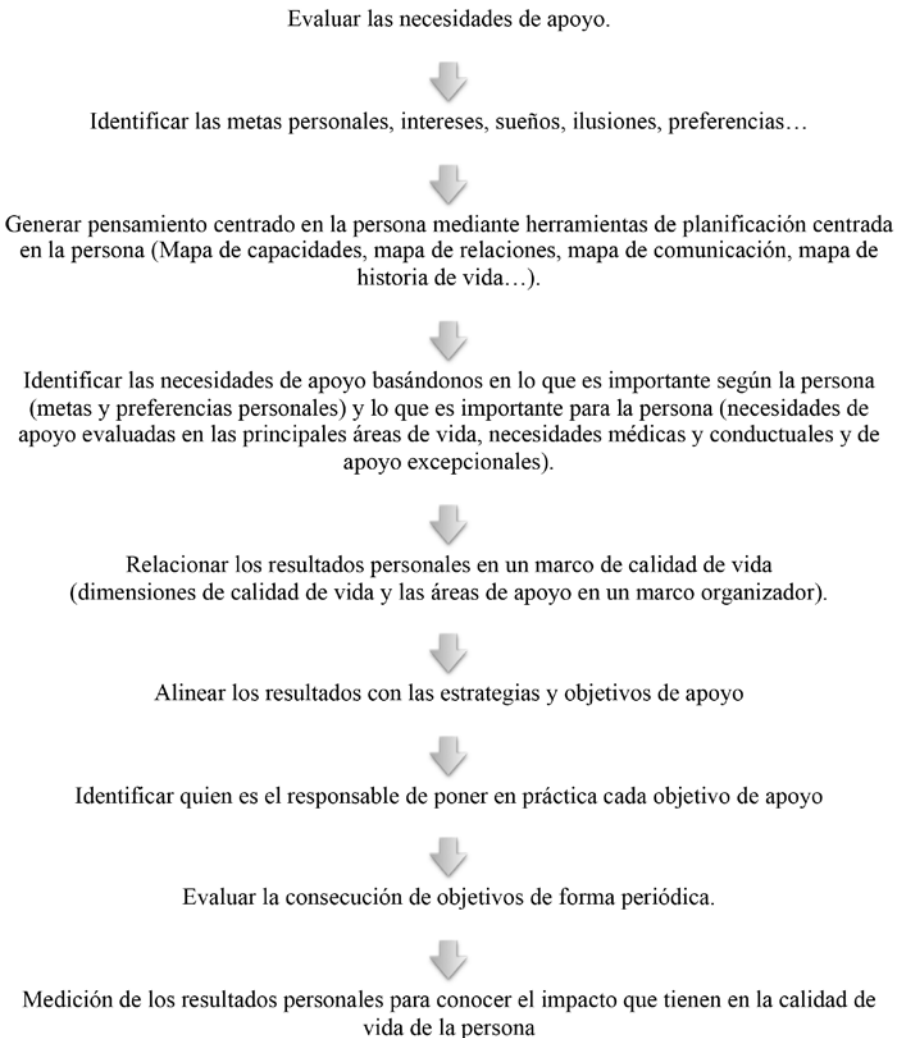 Evaluar las necesidades de apoyo.
Identificar las metas personales, intereses, sueños, ilusiones, preferencias…
Generar pensamiento centrado en la persona mediante herramientas de planificación centrada
en la persona (Mapa de capacidades, mapa de relaciones, mapa de comunicación, mapa de
historia de vida…).
Identificar las necesidades de apoyo basándonos en lo que es importante según la persona
(metas y preferencias personales) y lo que es importante para la persona (necesidades de
apoyo evaluadas en las principales áreas de vida, necesidades médicas y conductuales y de
apoyo excepcionales).
Relacionar los resultados personales en un marco de calidad de vida
(dimensiones de calidad de vida y las áreas de apoyo en un marco organizador).
Alinear los resultados con las estrategias y objetivos de apoyo
Identificar quien es el responsable de poner en práctica cada objetivo de apoyo
Evaluar la consecución de objetivos de forma periódica.
Medición de los resultados personales para conocer el impacto que tienen en la calidad de
vida de la persona